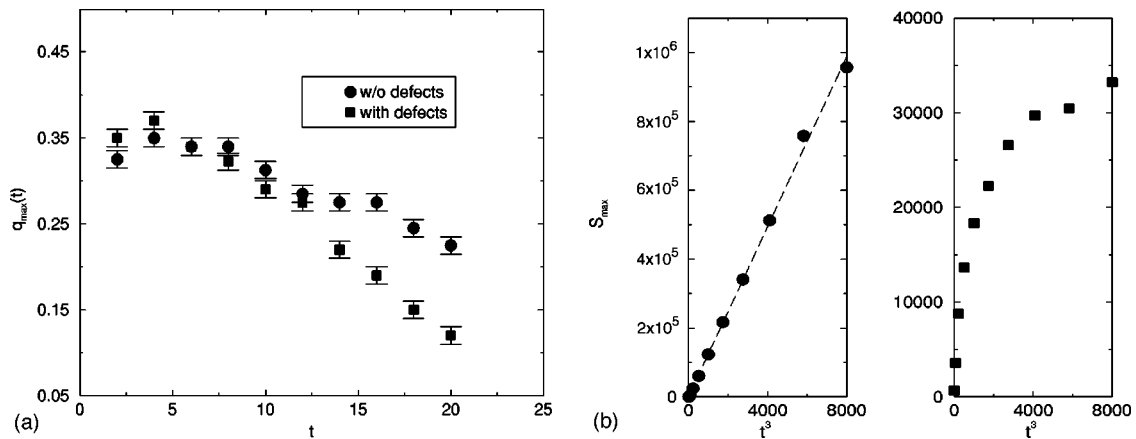 0.45
0.35
0.25
0.15
0.05
q_max(t)
w/o defects
with defects
0 5 10 15 20 25
(a) t
1x10^6
8x10^5
6x10^5
4x10^5
2x10^5
0
S_max
0 4000 8000
(b) t^3
40000
30000
20000
10000
0
0 4000 8000
t^3